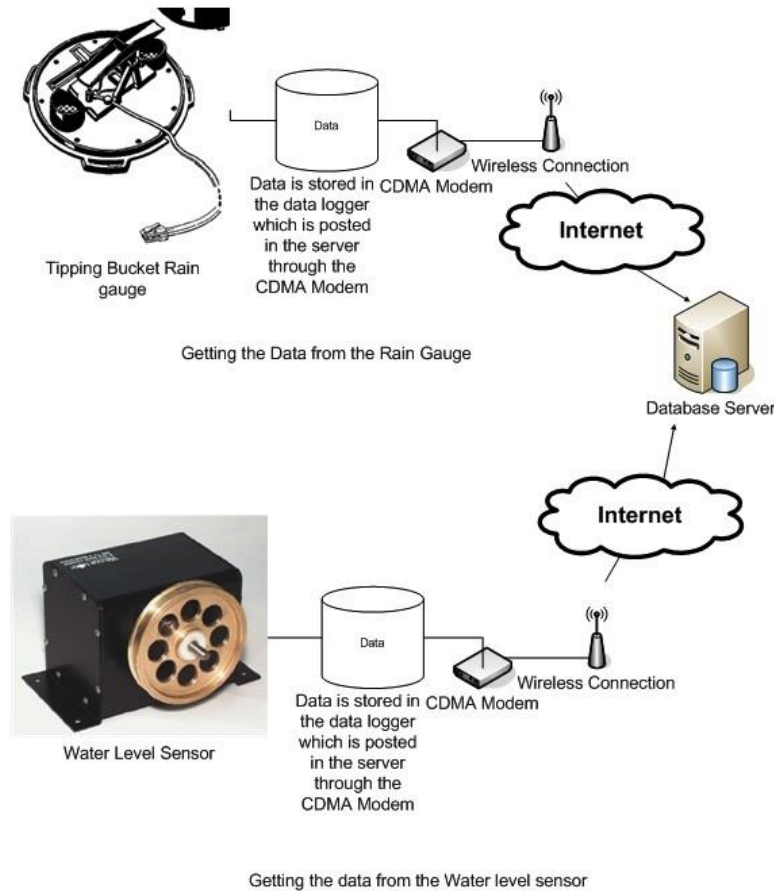 Data
Wireless Connection
Data is stored in
the data logger
which is posted
in the server
through the
CDMA Modem
CDMA Modem
Internet
Tipping Bucket Rain
gauge
Getting the Data from the Rain Gauge
Database Server
Internet
Data
Wireless Connection
Data is stored in
the data logger
which is posted
in the server
through the
CDMA Modem
CDMA Modem
Water Level Sensor
Getting the data from the Water level sensor